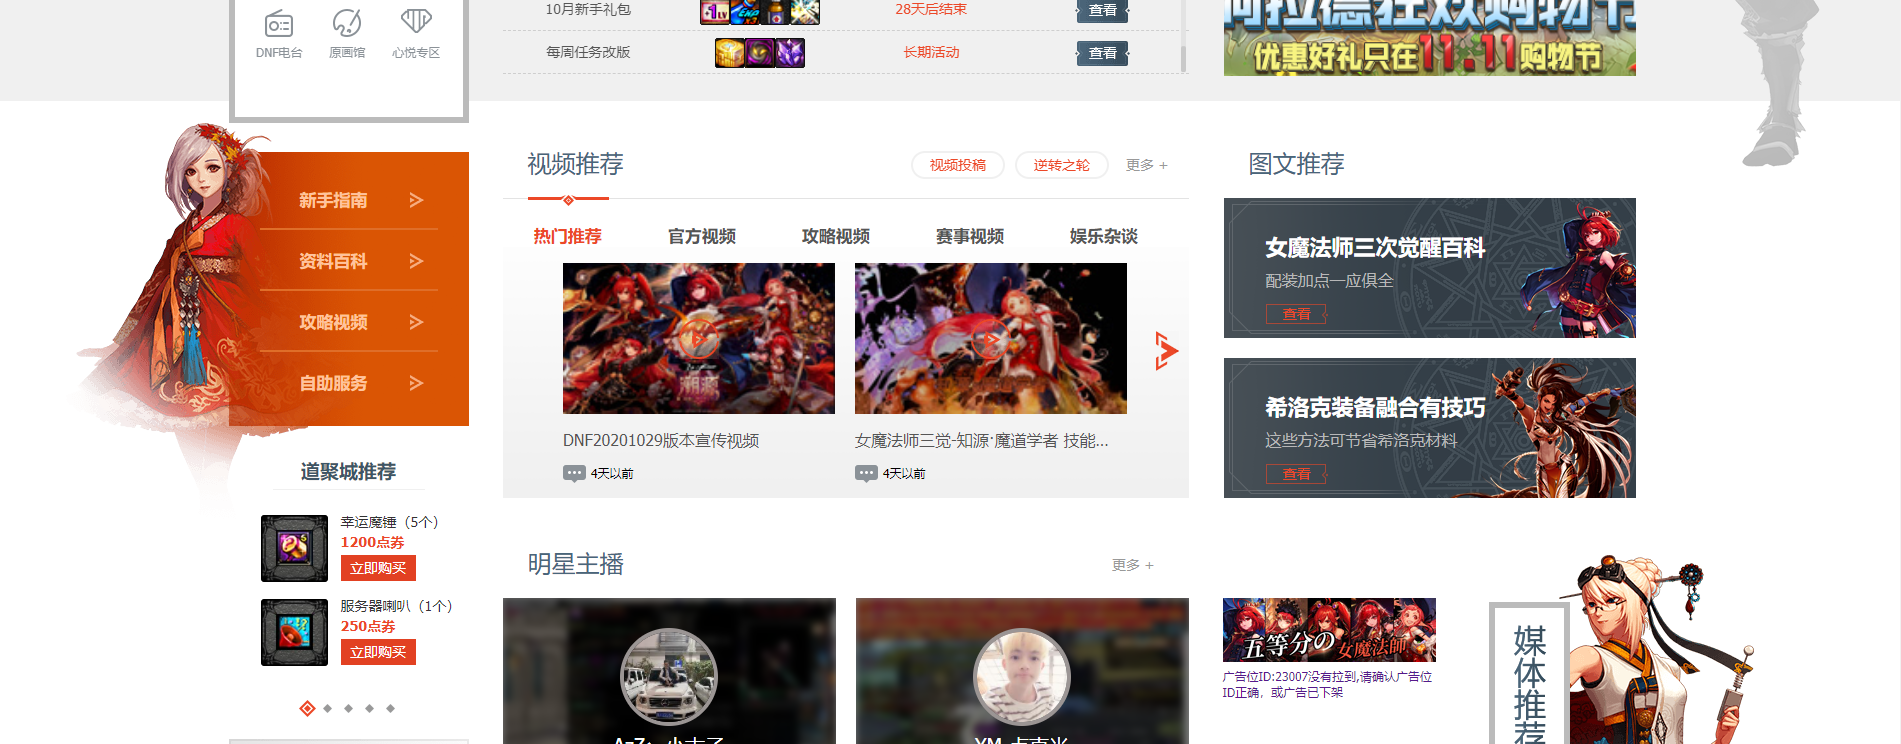 DNF电台
原画馆
心悦专区
10月新手礼包
28天后结束
查看
每周任务改版
长期活动
查看
阿拉德狂欢购物节
优惠好礼只在11.11购物节
新手指南
资料百科
攻略视频
自助服务
道聚城推荐
幸运魔锤（5个）
1200点券
立即购买
服务器喇叭（1个）
250点券
立即购买
视频推荐
视频投稿
逆转之轮
更多 +
热门推荐
官方视频
攻略视频
赛事视频
娱乐杂谈
DNF20201029版本宣传视频
4天以前
女魔法师三觉-知源·魔道学者 技能...
4天以前
图文推荐
女魔法师三次觉醒百科
配装加点一应俱全
查看
希洛克装备融合有技巧
这些方法可节省希洛克材料
查看
明星主播
更多 +
五等分の
女魔法師
广告位ID:23007没有拉到,请确认广告位
ID正确，或广告已下架
媒体推荐